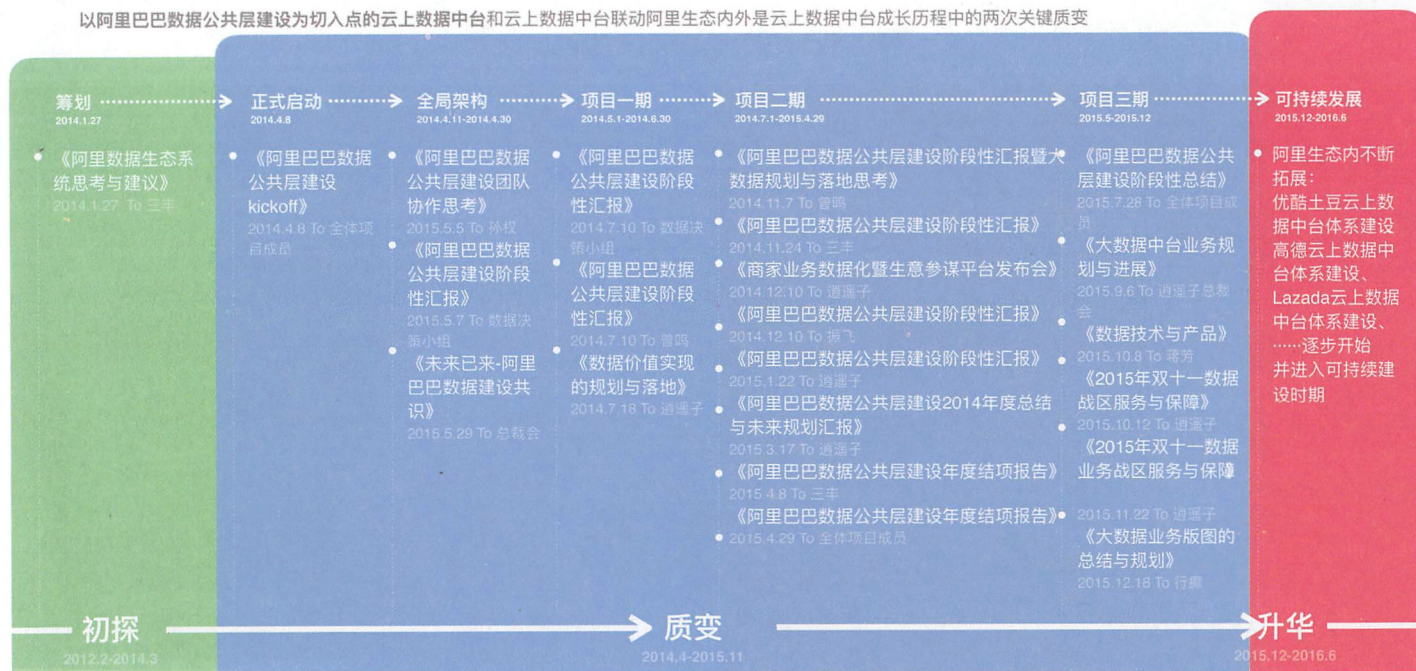 以阿里巴巴数据公共层建设为切入点的云上数据中台和云上数据中台联动阿里生态内外是云上数据中台成长历程中的两次关键质变
筹划
2014.1.27
《阿里数据生态系
统思考与建议》
2014.1.27 To 三丰
正式启动
2014.4.8
《阿里巴巴数据
公共层建设
kickoff》
2014.4.8 To 全体项
目成员
全局架构
2014.4.11-2014.4.30
《阿里巴巴数据
公共层建设团队
协作思考》
2015.5.5 To 孙权
《阿里巴巴数据
公共层建设阶段
性汇报》
2015.5.7 To 数据决
策小组
《未来已来-阿里
巴巴数据建设共
识》
2015.5.29 To 总裁会
项目一期
2014.5.1-2014.6.30
《阿里巴巴数据
公共层建设阶段
性汇报》
2014.7.10 To 数据决
策小组
《阿里巴巴数据
公共层建设阶段
性汇报》
2014.7.10 To 曾鸣
《数据价值实现
的规划与落地》
2014.7.18 To 逍遥子
项目二期
2014.7.1-2015.4.29
《阿里巴巴数据公共层建设阶段性汇报暨大
数据规划与落地思考》
2014.11.7 To 曾鸣
《阿里巴巴数据公共层建设阶段性汇报》
2014.11.24 To 三丰
《商家业务数据化暨生意参谋平台发布会》
2014.12.10 To 逍遥子
《阿里巴巴数据公共层建设阶段性汇报》
2014.12.10 To 振飞
《阿里巴巴数据公共层建设阶段性汇报》
2015.1.22 To 逍遥子
《阿里巴巴数据公共层建设2014年度总结
与未来规划汇报》
2015.3.17 To 逍遥子
《阿里巴巴数据公共层建设年度结项报告》
2015.4.8 To 三丰
《阿里巴巴数据公共层建设年度结项报告》
2015.4.29 To 全体项目成员
项目三期
2015.5-2015.12
《阿里巴巴数据公共
层建设阶段性总结》
2015.7.28 To 全体项目成
员
《大数据中台业务规
划与进展》
2015.9.6 To 逍遥子总裁
会
《数据技术与产品》
2015.10.8 To 蒋芳
《2015年双十一数据
战区服务与保障》
2015.10.12 To 逍遥子
《2015年双十一数据
业务战区服务与保障
2015.11.22 To 逍遥子
《大数据业务版图的
总结与规划》
2015.12.18 To 行癫
可持续发展
2015.12-2016.6
阿里生态内不断
拓展：
优酷土豆云上数
据中台体系建设
高德云上数据中
台体系建设、
Lazada云上数据
中台体系建设、
……逐步开始
并进入可持续建
设时期
初探
2012.2-2014.3
质变
2014.4-2015.11
升华
2015.12-2016.6